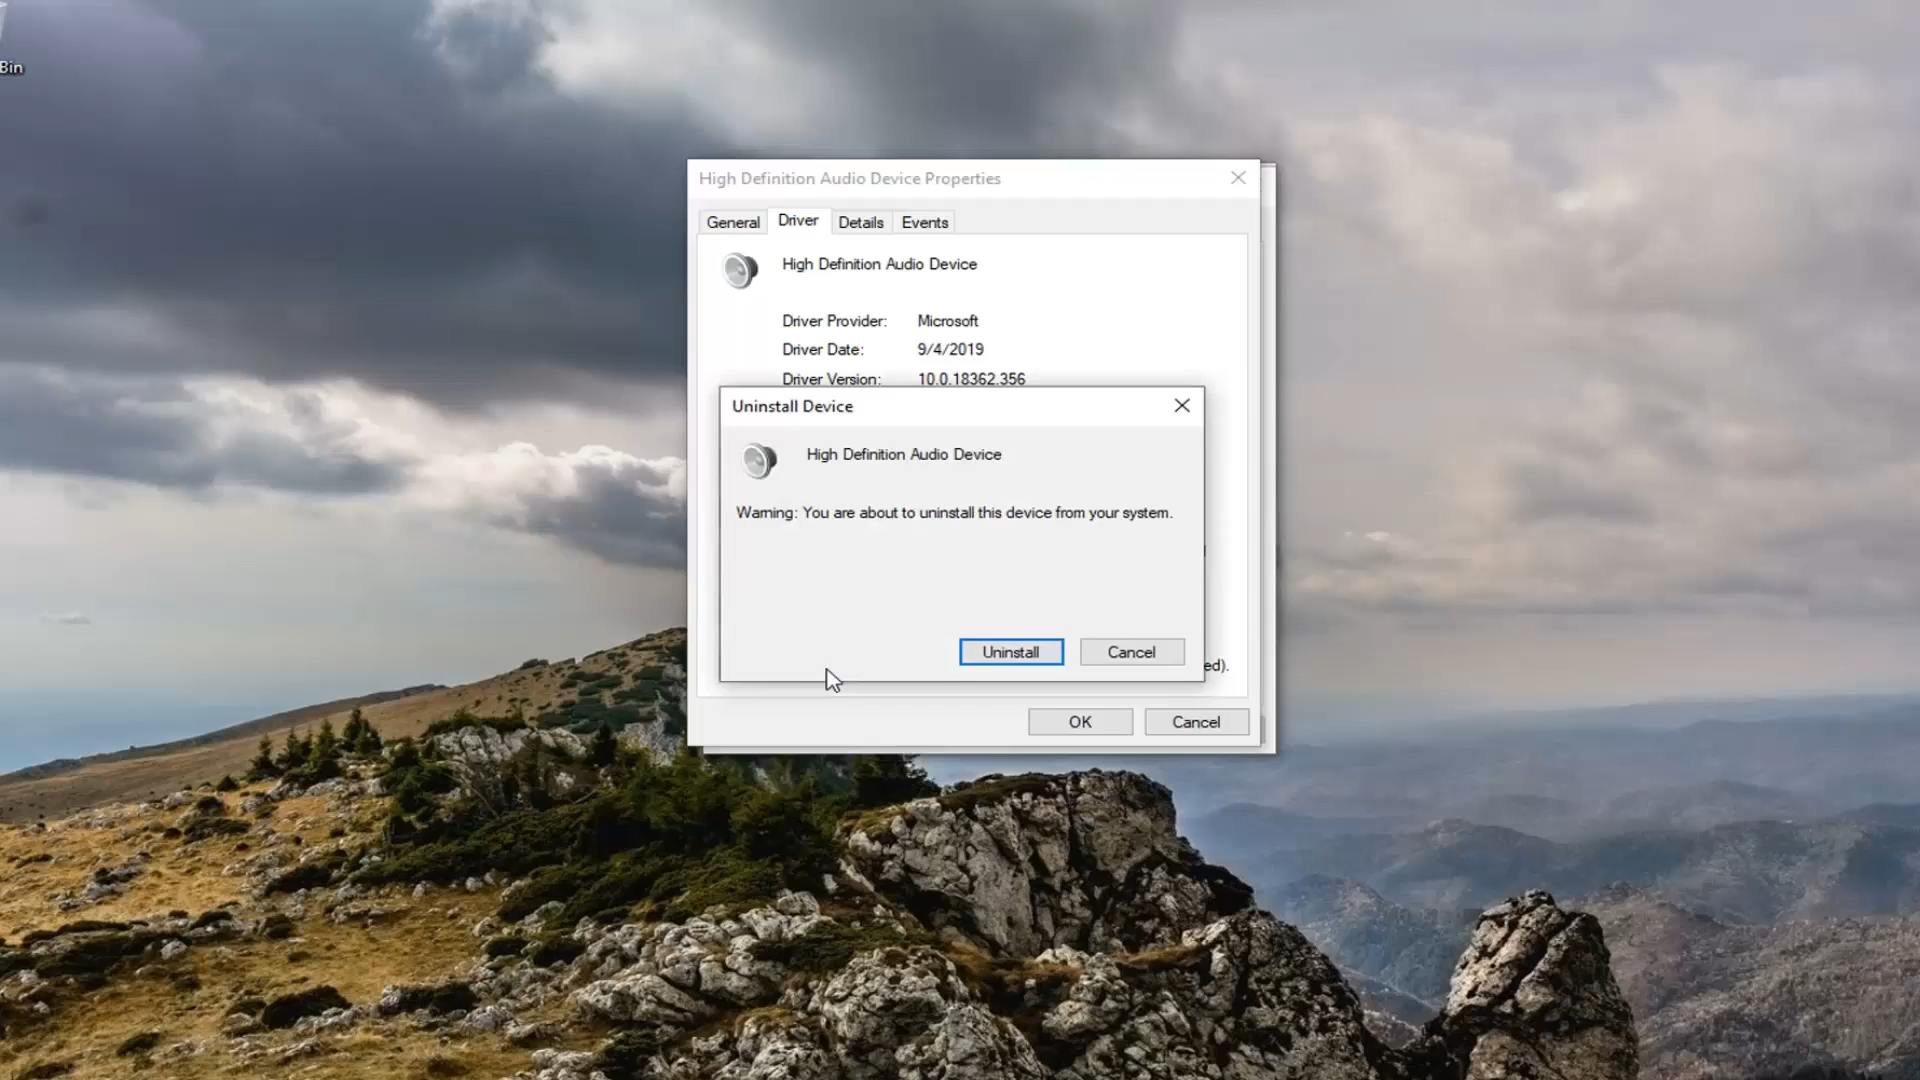 Bin
High Definition Audio Device Properties
General Driver Details Events
High Definition Audio Device
Driver Provider: Microsoft
Driver Date: 9/4/2019
Driver Version: 10.0.18362.356
Uninstall Device
High Definition Audio Device
Warning: You are about to uninstall this device from your system.
Uninstall Cancel
ed).
OK Cancel